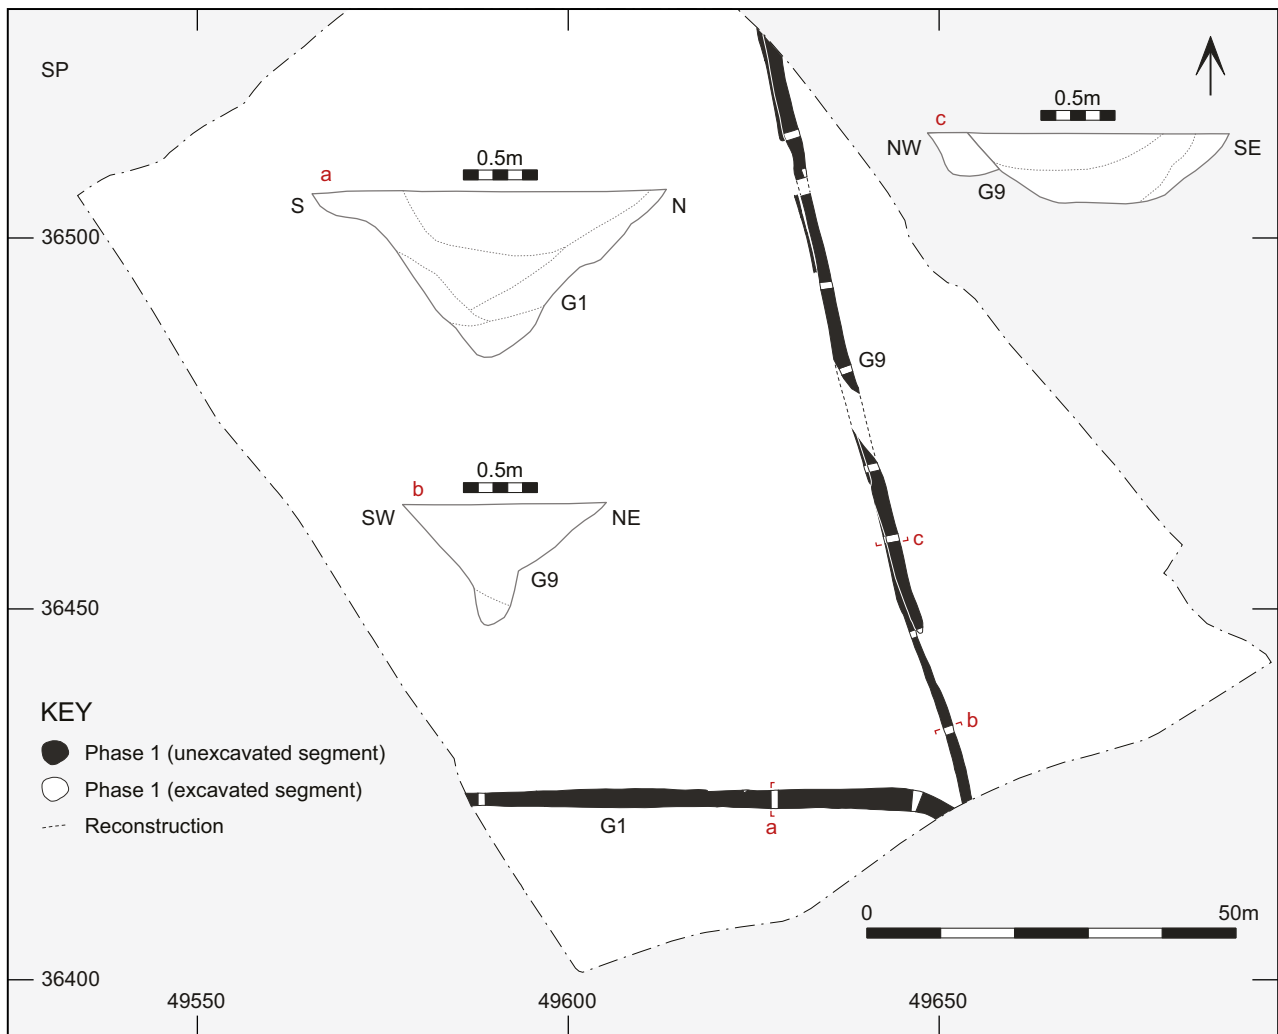 SP
0.5m
c
NW
SE
G9
0.5m
a
S
N
G1
36500
G9
0.5m
b
SW
NE
G9
c
36450
b
KEY
Phase 1 (unexcavated segment)
Phase 1 (excavated segment)
Reconstruction
G1
a
0
50m
36400
49550
49600
49650